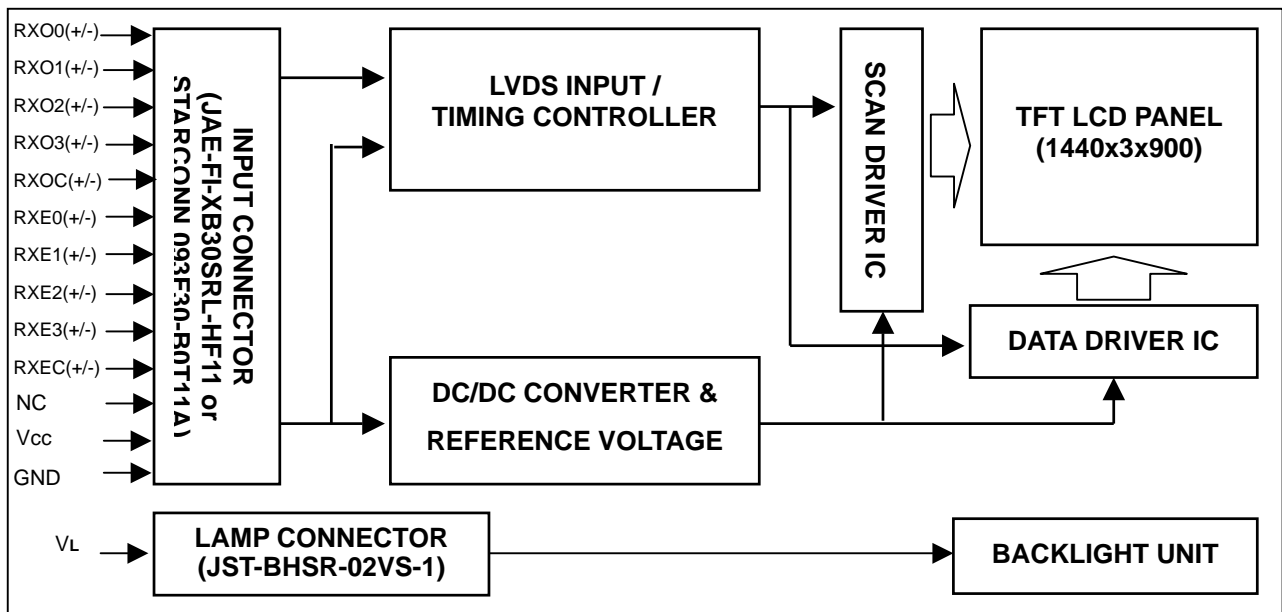 RXO0(+/-)
RXO1(+/-)
RXO2(+/-)
RXO3(+/-)
RXOC(+/-)
RXE0(+/-)
RXE1(+/-)
RXE2(+/-)
RXE3(+/-)
RXEC(+/-)
NC
Vcc
GND
VL
INPUT CONNECTOR
(JAE-FI-XB30SRL-HF11 or
STARCONN 093F30-B0T11A)
LVDS INPUT /
TIMING CONTROLLER
SCAN DRIVER IC
TFT LCD PANEL
(1440x3x900)
DATA DRIVER IC
DC/DC CONVERTER &
REFERENCE VOLTAGE
LAMP CONNECTOR
(JST-BHSR-02VS-1)
BACKLIGHT UNIT